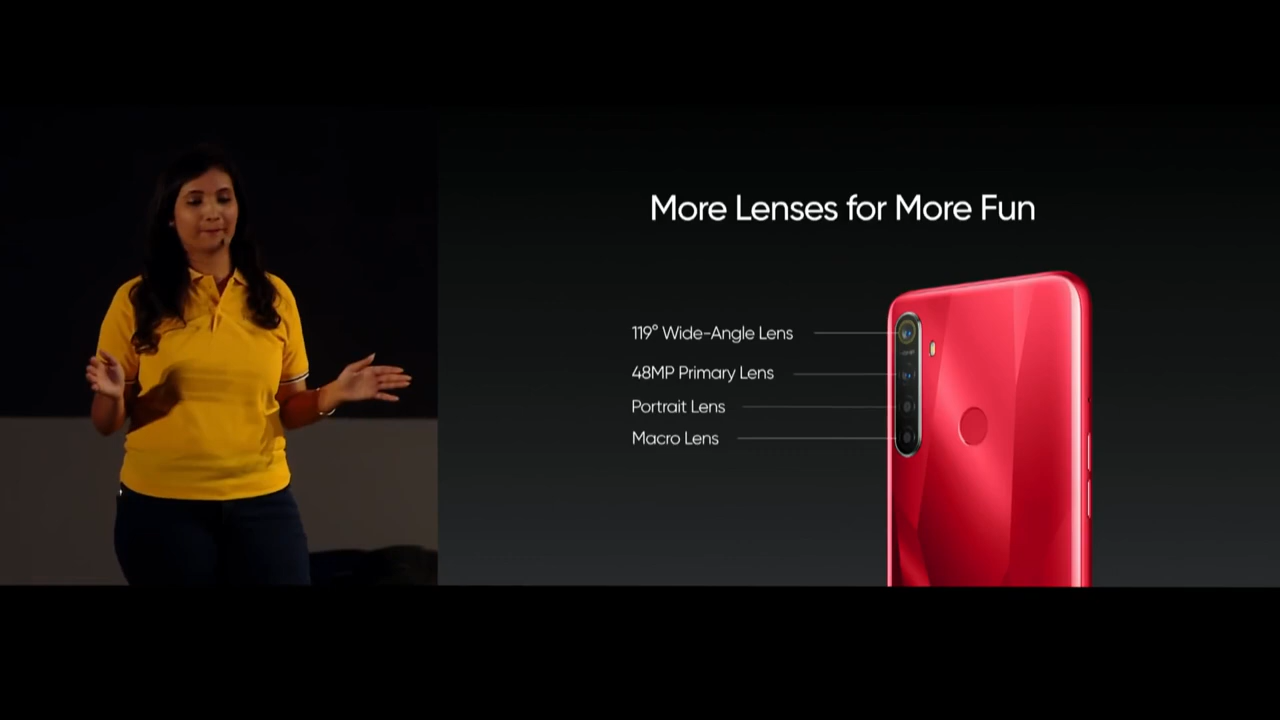 More Lenses for More Fun
119° Wide-Angle Lens
48MP Primary Lens
Portrait Lens
Macro Lens